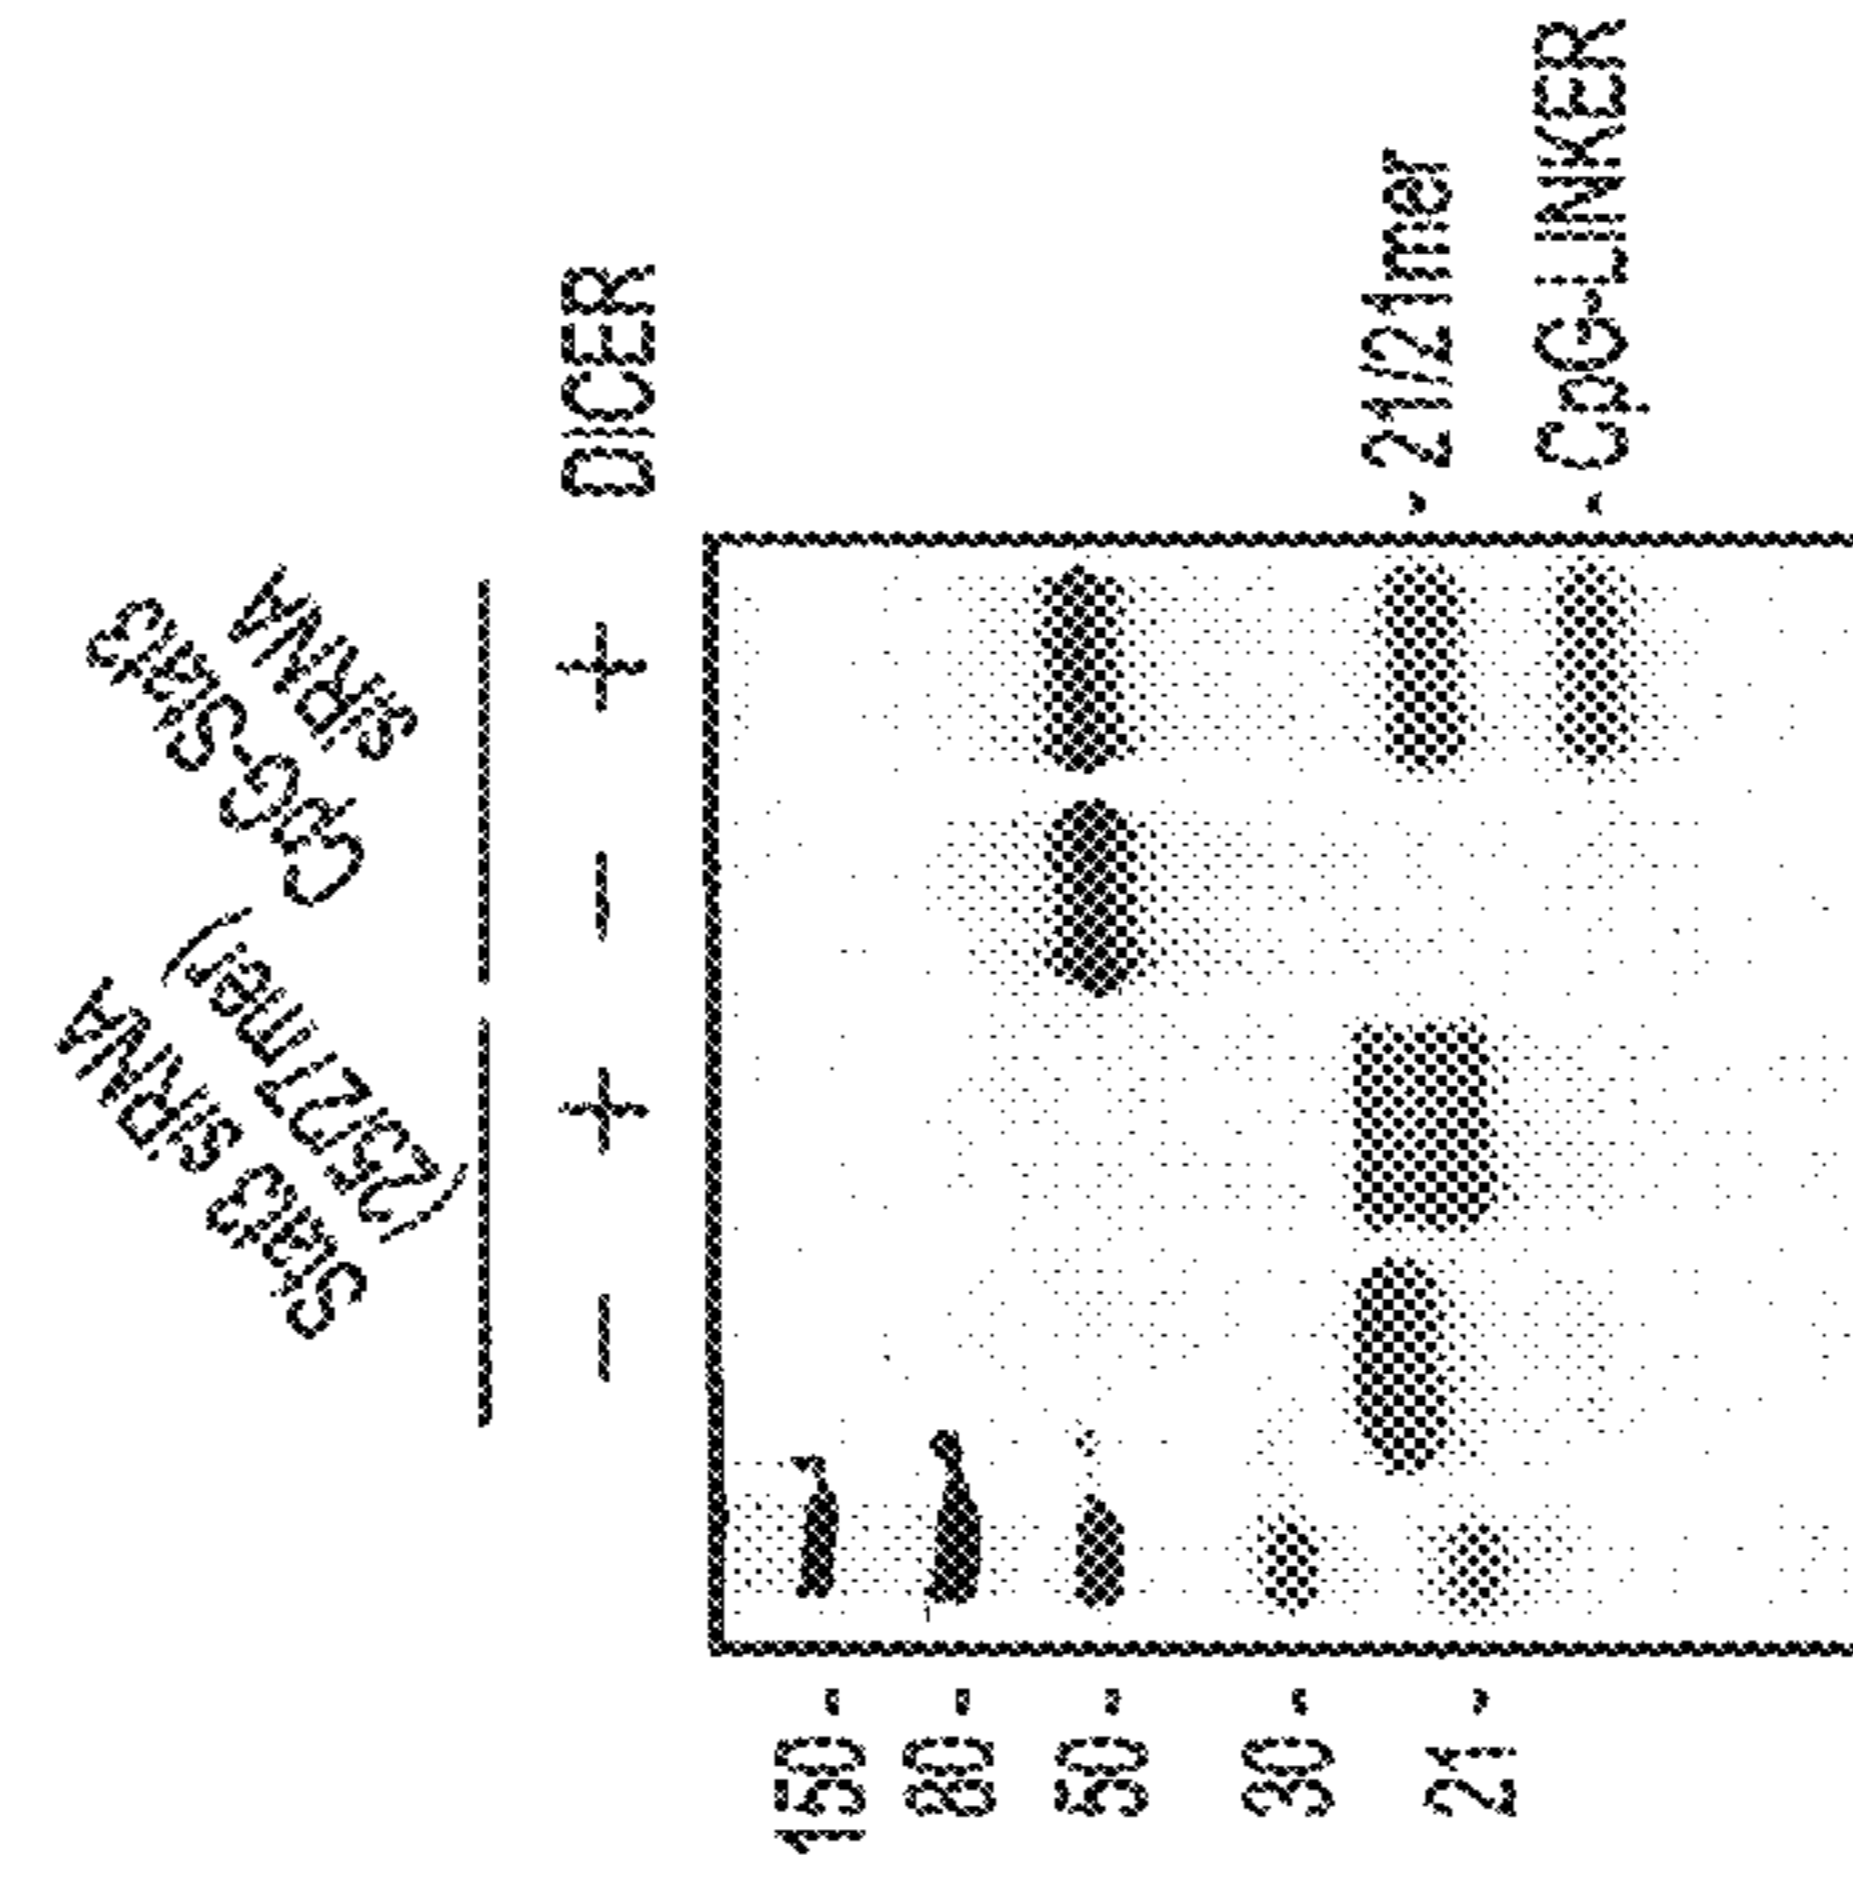 Stat3 siRNA
(25/27mer)
CpG-Stat3
siRNA
− + − + DICER
150 -
80 -
50 -
30 -
21 -
21/21mer
CpG-LINKER